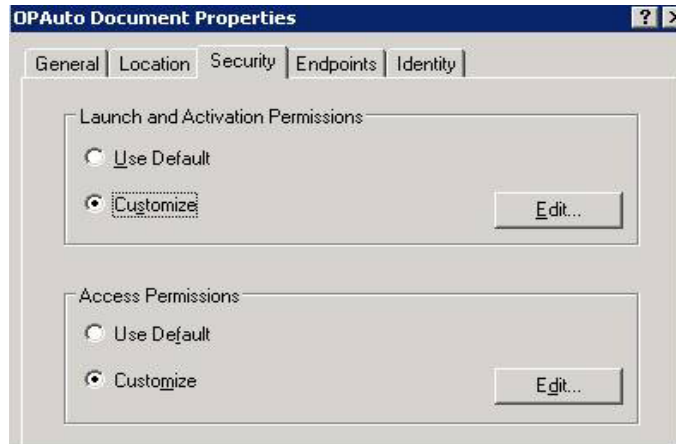 OPAuto Document Properties
General Location Security Endpoints Identity
Launch and Activation Permissions
Use Default
Customize Edit...
Access Permissions
Use Default
Customize Edit...